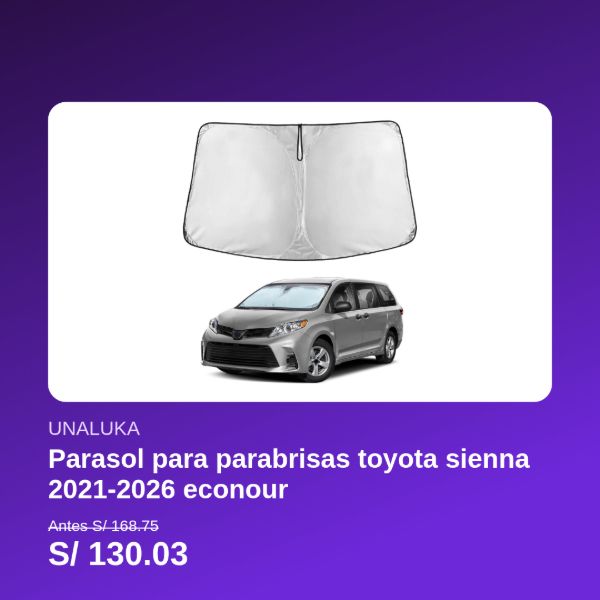 UNALUKA
Parasol para parabrisas toyota sienna
2021-2026 econour
Antes S/ 168.75
S/ 130.03